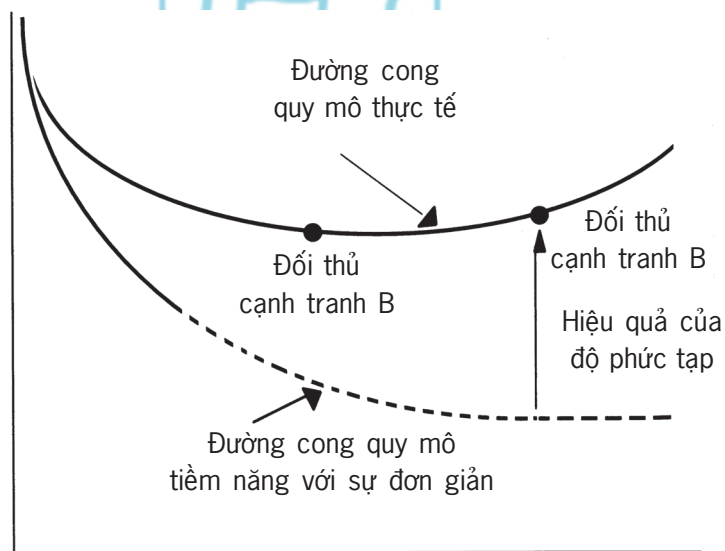 Đường cong
quy mô thực tế
Đối thủ
cạnh tranh B
Đối thủ
cạnh tranh B
Hiệu quả của
độ phức tạp
Đường cong quy mô
tiềm năng với sự đơn giản